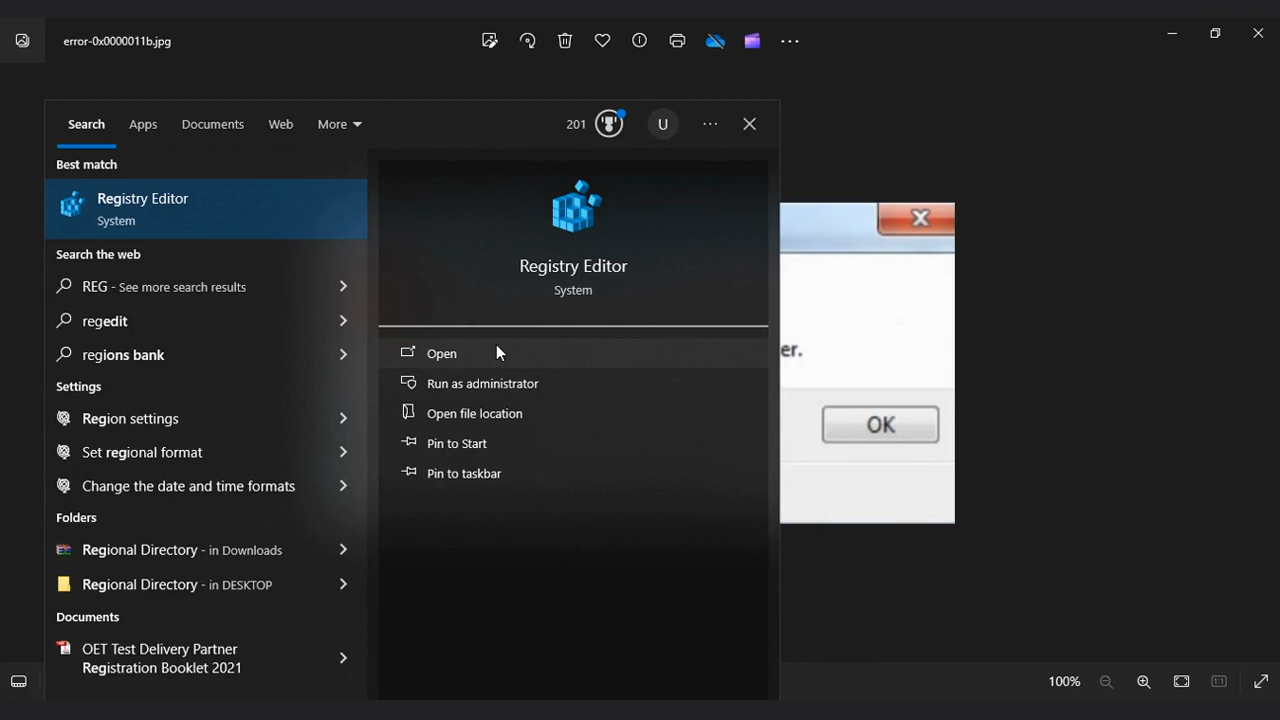 error-0x0000011b.jpg
Search Apps Documents Web More 201 U
Best match
Registry Editor
System
Search the web
REG - See more search results
regedit
regions bank
Settings
Region settings
Set regional format
Change the date and time formats
Folders
Regional Directory - in Downloads
Regional Directory - in DESKTOP
Documents
OET Test Delivery Partner
Registration Booklet 2021
Registry Editor
System
Open
Run as administrator
Open file location
Pin to Start
Pin to taskbar
er.
OK
100%
1:1